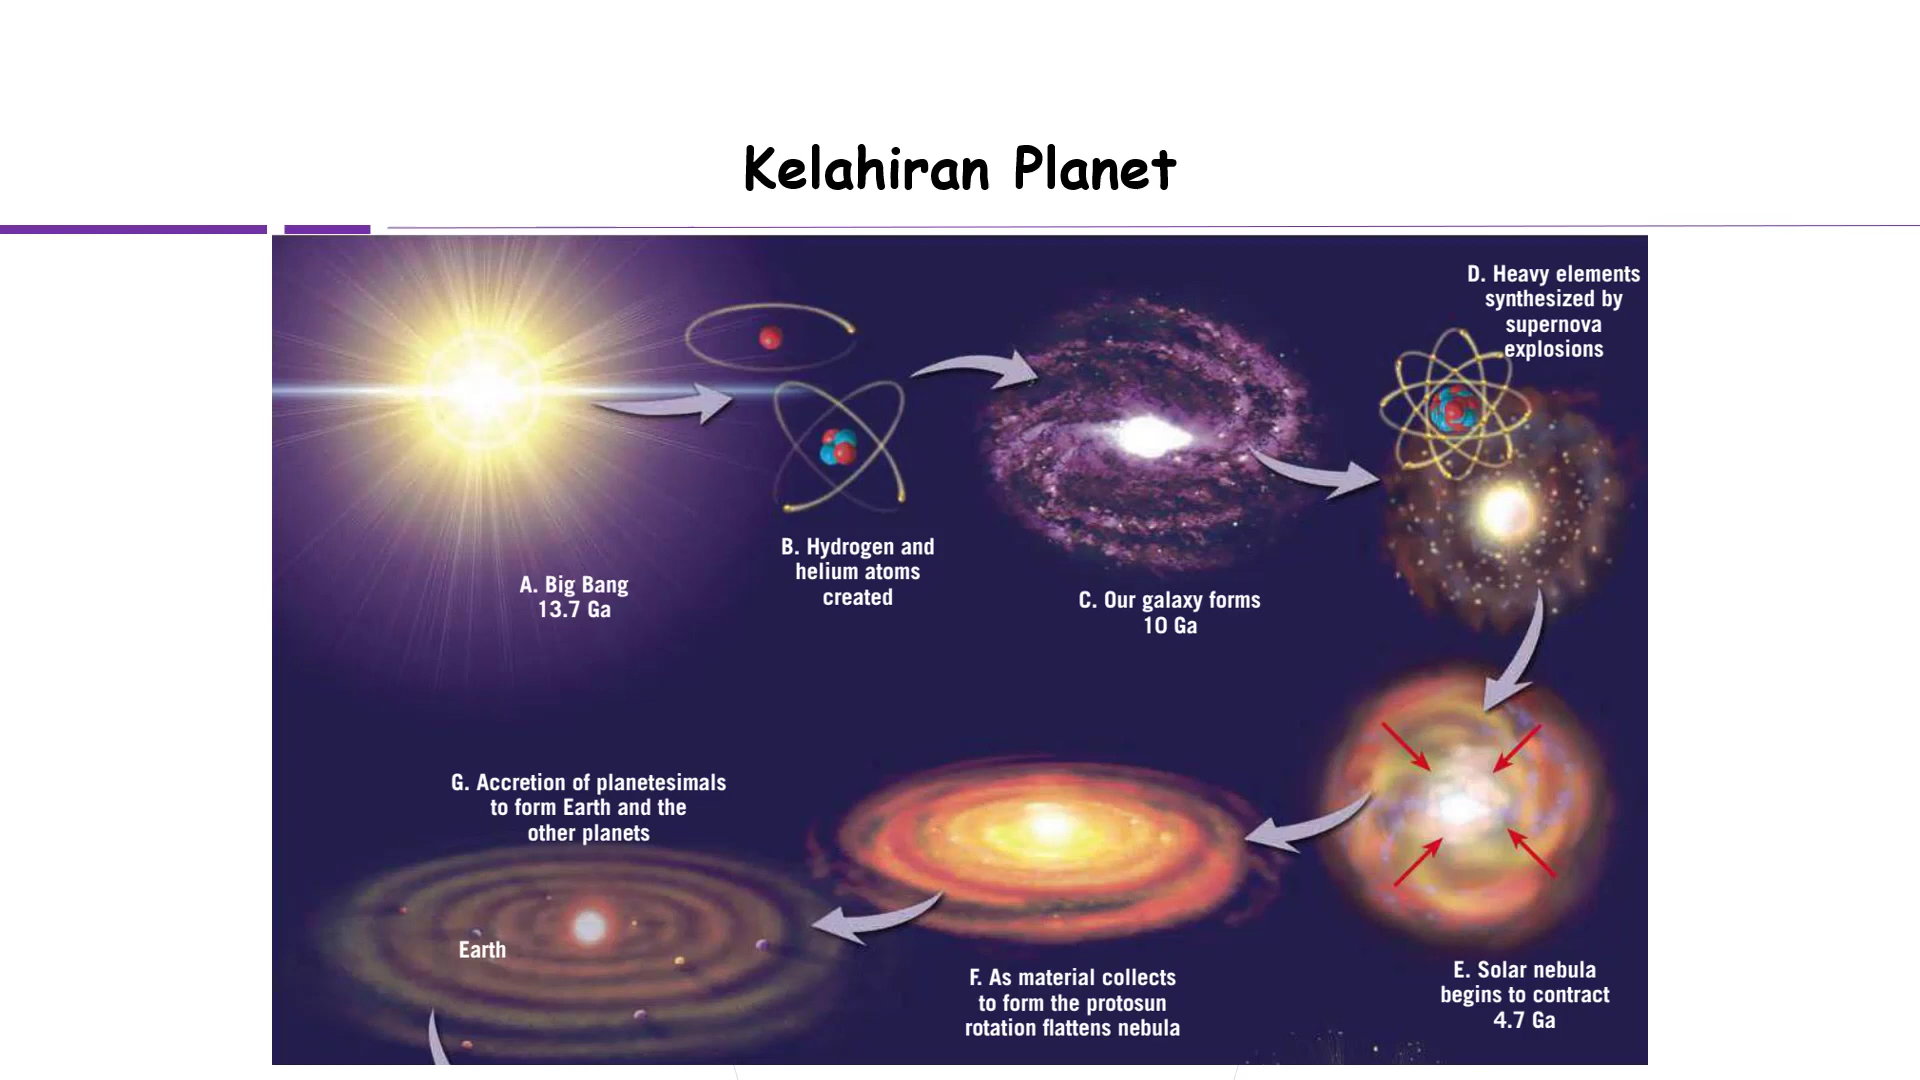 Kelahiran Planet
A. Big Bang
13.7 Ga
B. Hydrogen and
helium atoms
created
C. Our galaxy forms
10 Ga
D. Heavy elements
synthesized by
supernova
explosions
E. Solar nebula
begins to contract
4.7 Ga
F. As material collects
to form the protosun
rotation flattens nebula
G. Accretion of planetesimals
to form Earth and the
other planets
Earth